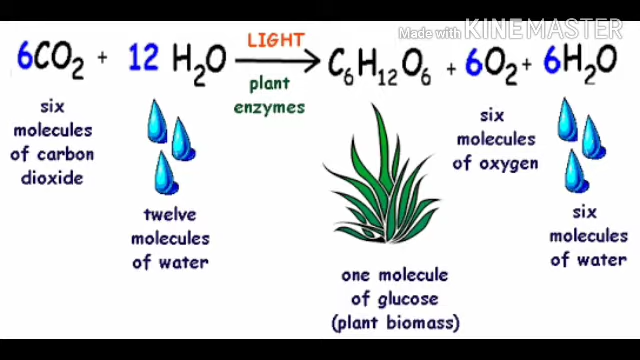 Made with KINEMASTER
6CO2 + 12 H2O LIGHT C6H12O6 + 6O2 + 6H2O
plant
enzymes
six
molecules
of carbon
dioxide
twelve
molecules
of water
one molecule
of glucose
(plant biomass)
six
molecules
of oxygen
six
molecules
of water